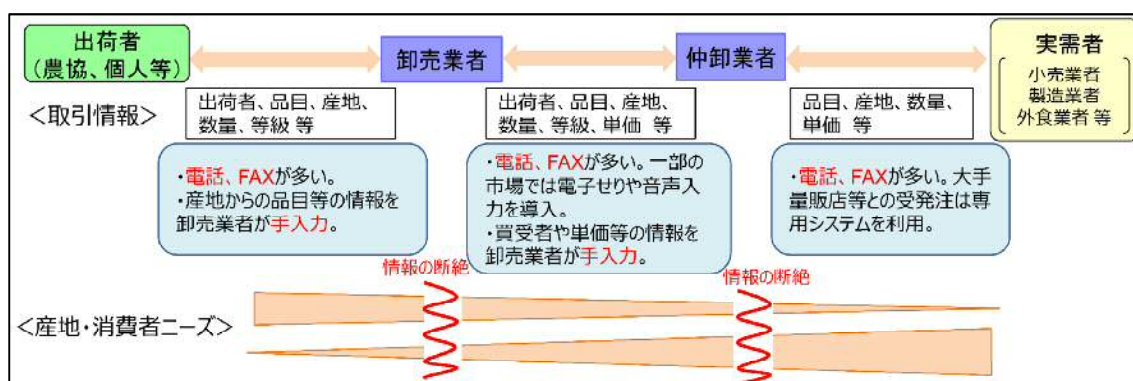 出荷者
(農協、個人等)
卸売業者
仲卸業者
実需者
小売業者
製造業者
外食業者 等
<取引情報>
出荷者、品目、産地、
数量、等級 等
出荷者、品目、産地、
数量、等級、単価 等
品目、産地、数量、
単価 等
・電話、FAXが多い。
・産地からの品目等の情報を
卸売業者が手入力。
・電話、FAXが多い。一部の
市場では電子せりや音声入
力を導入。
・買受者や単価等の情報を
卸売業者が手入力。
・電話、FAXが多い。大手
量販店等との受発注は専
用システムを利用。
情報の断絶
情報の断絶
<産地・消費者ニーズ>